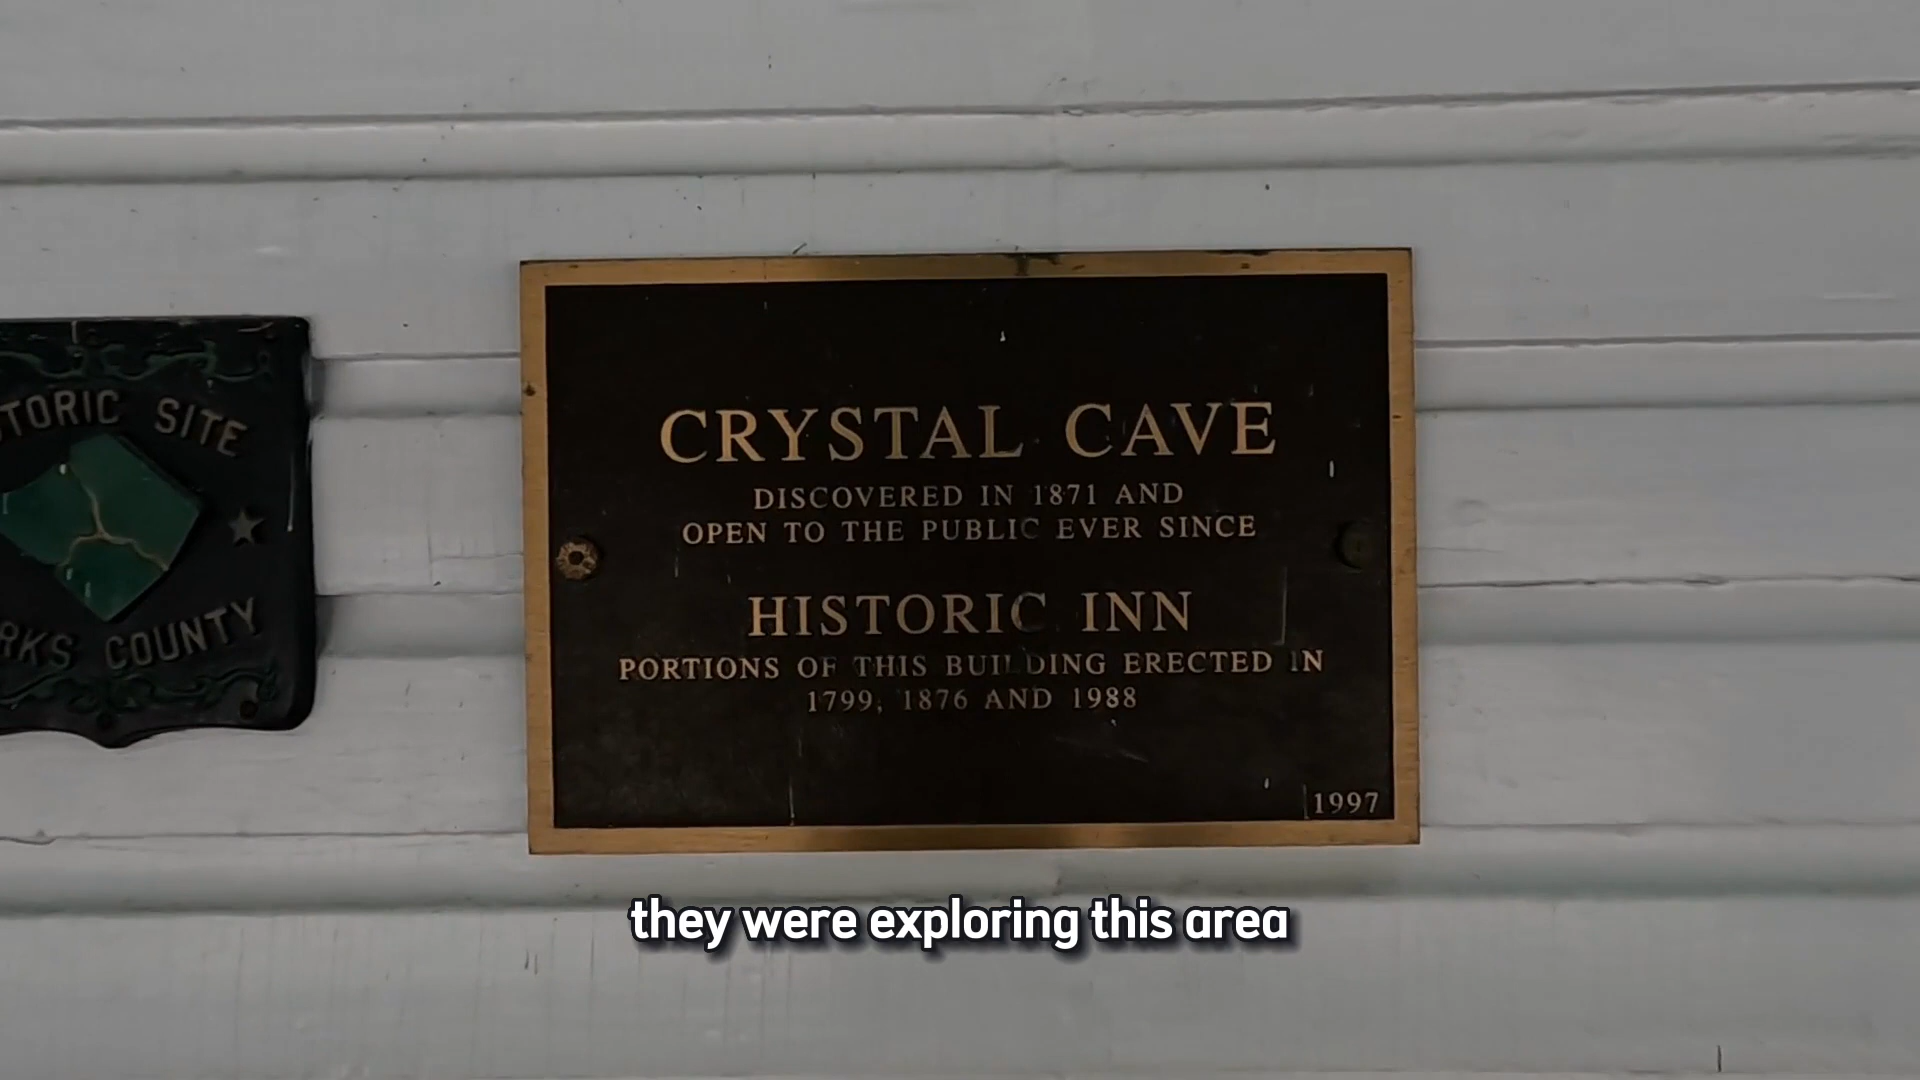 TORIC SITE
RKS COUNTY
CRYSTAL CAVE
DISCOVERED IN 1871 AND
OPEN TO THE PUBLIC EVER SINCE
HISTORIC INN
PORTIONS OF THIS BUILDING ERECTED IN
1799, 1876 AND 1988
1997
they were exploring this area